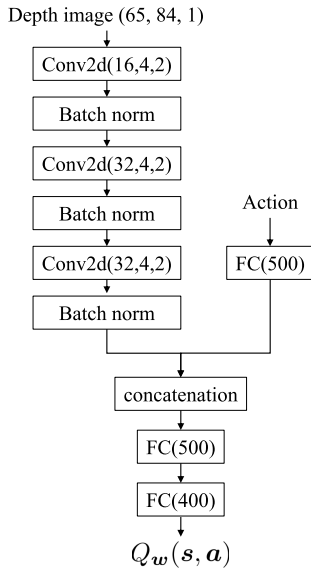 Depth image (65, 84, 1)
Conv2d(16,4,2)
Batch norm
Conv2d(32,4,2)
Batch norm
Conv2d(32,4,2)
Batch norm
Action
FC(500)
concatenation
FC(500)
FC(400)
Q_w(s, a)